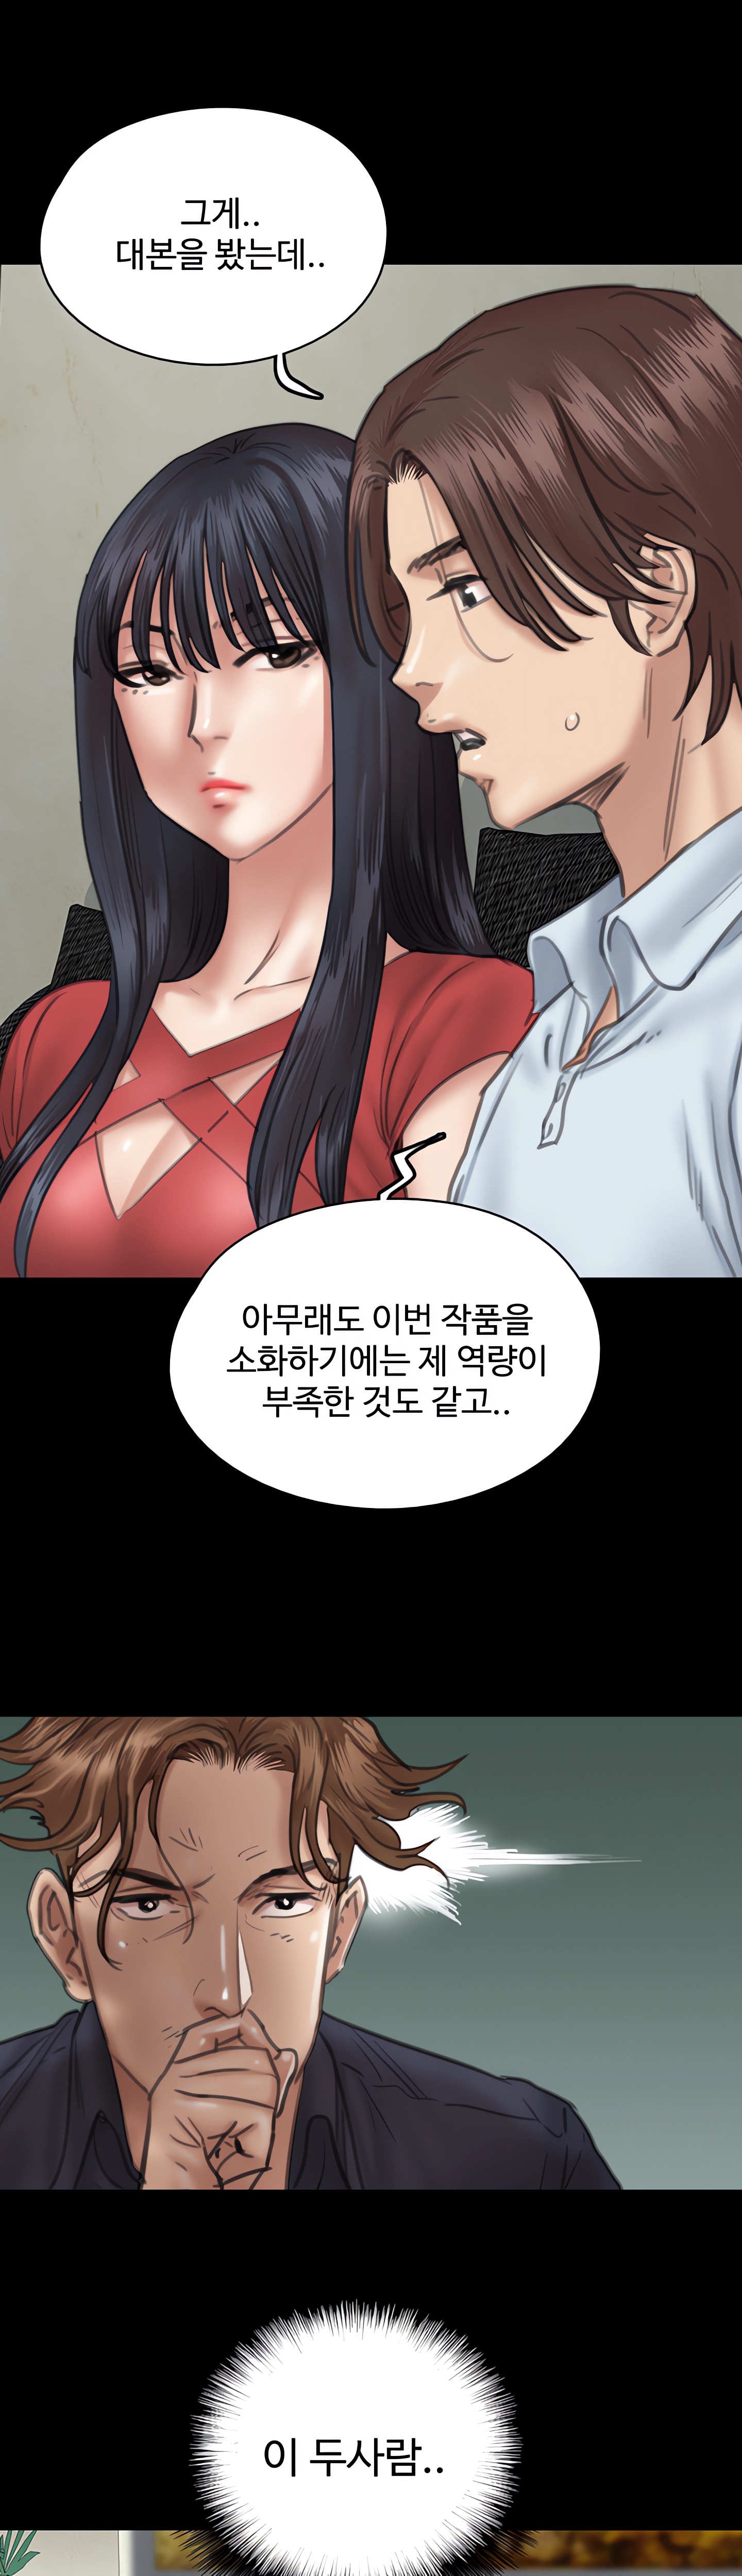 그게..
대본을 봤는데..
아무래도 이번 작품을
소화하기에는 제 역량이
부족한 것도 같고..
이 두사람..